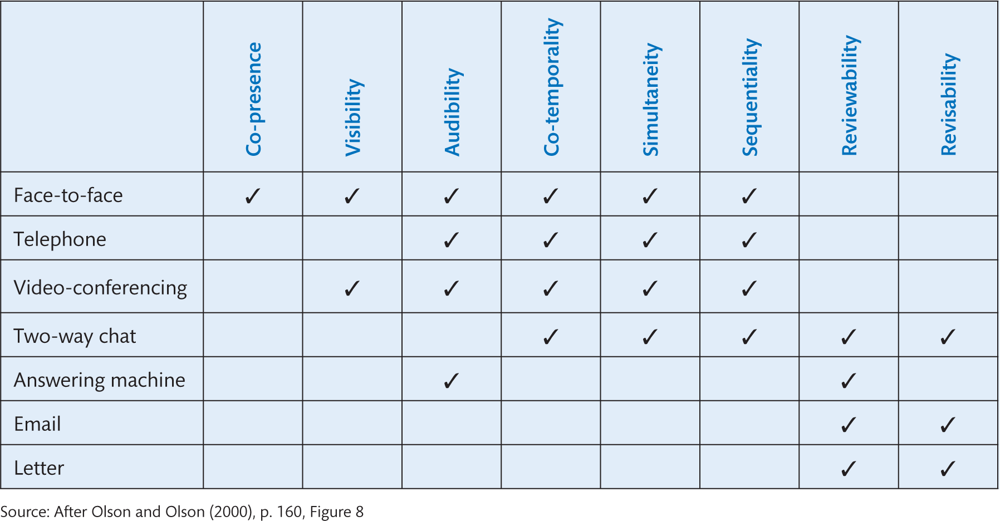 Co-presence
Visibility
Audibility
Co-temporality
Simultaneity
Sequentiality
Reviewability
Revisability
Face-to-face ✓ ✓ ✓ ✓ ✓ ✓
Telephone ✓ ✓ ✓ ✓
Video-conferencing ✓ ✓ ✓ ✓ ✓
Two-way chat ✓ ✓ ✓ ✓ ✓
Answering machine ✓ ✓
Email ✓ ✓
Letter ✓ ✓
Source: After Olson and Olson (2000), p. 160, Figure 8